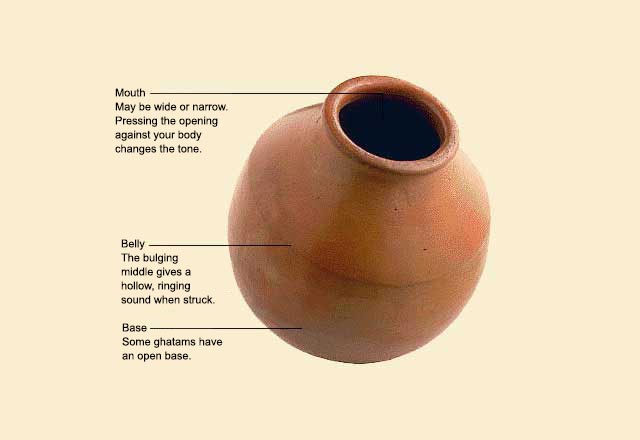 Mouth
May be wide or narrow.
Pressing the opening
against your body
changes the tone.
Belly
The bulging
middle gives a
hollow, ringing
sound when struck.
Base
Some ghatams have
an open base.